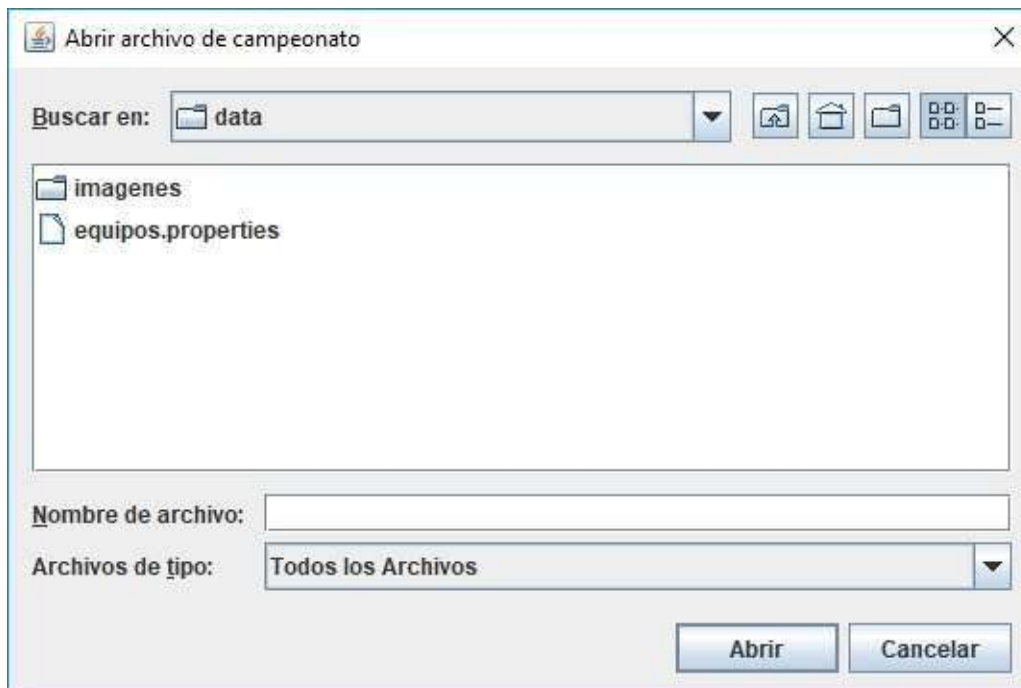 Abrir archivo de campeonato
Buscar en: data
imagenes
equipos.properties
Nombre de archivo:
Archivos de tipo: Todos los Archivos
Abrir Cancelar